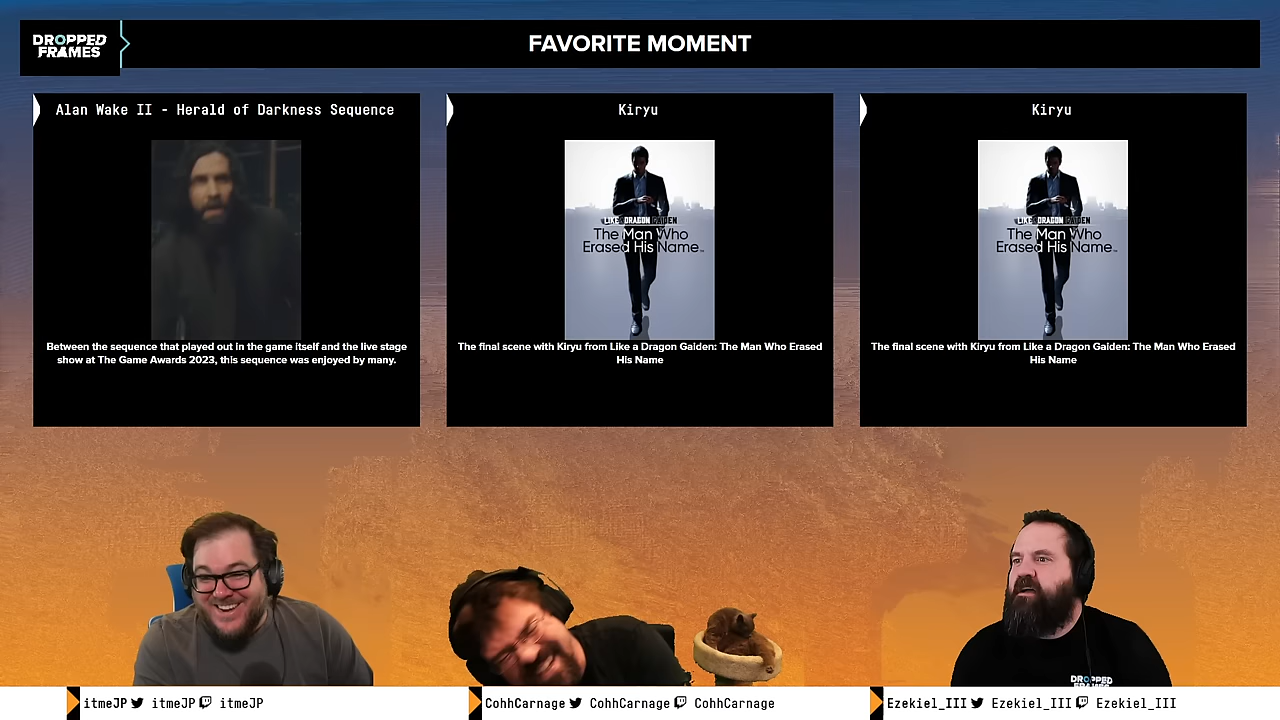 DROPPED
FRAMES
FAVORITE MOMENT
Alan Wake II - Herald of Darkness Sequence
Between the sequence that played out in the game itself and the live stage
show at The Game Awards 2023, this sequence was enjoyed by many.
Kiryu
LIKE A DRAGON GAIDEN
The Man Who
Erased His Name
The final scene with Kiryu from Like a Dragon Gaiden: The Man Who Erased
His Name
Kiryu
LIKE A DRAGON GAIDEN
The Man Who
Erased His Name
The final scene with Kiryu from Like a Dragon Gaiden: The Man Who Erased
His Name
DROPPED
FRAMES
itmeJP itmeJP itmeJP
CohhCarnage CohhCarnage CohhCarnage
Ezekiel_III Ezekiel_III Ezekiel_III